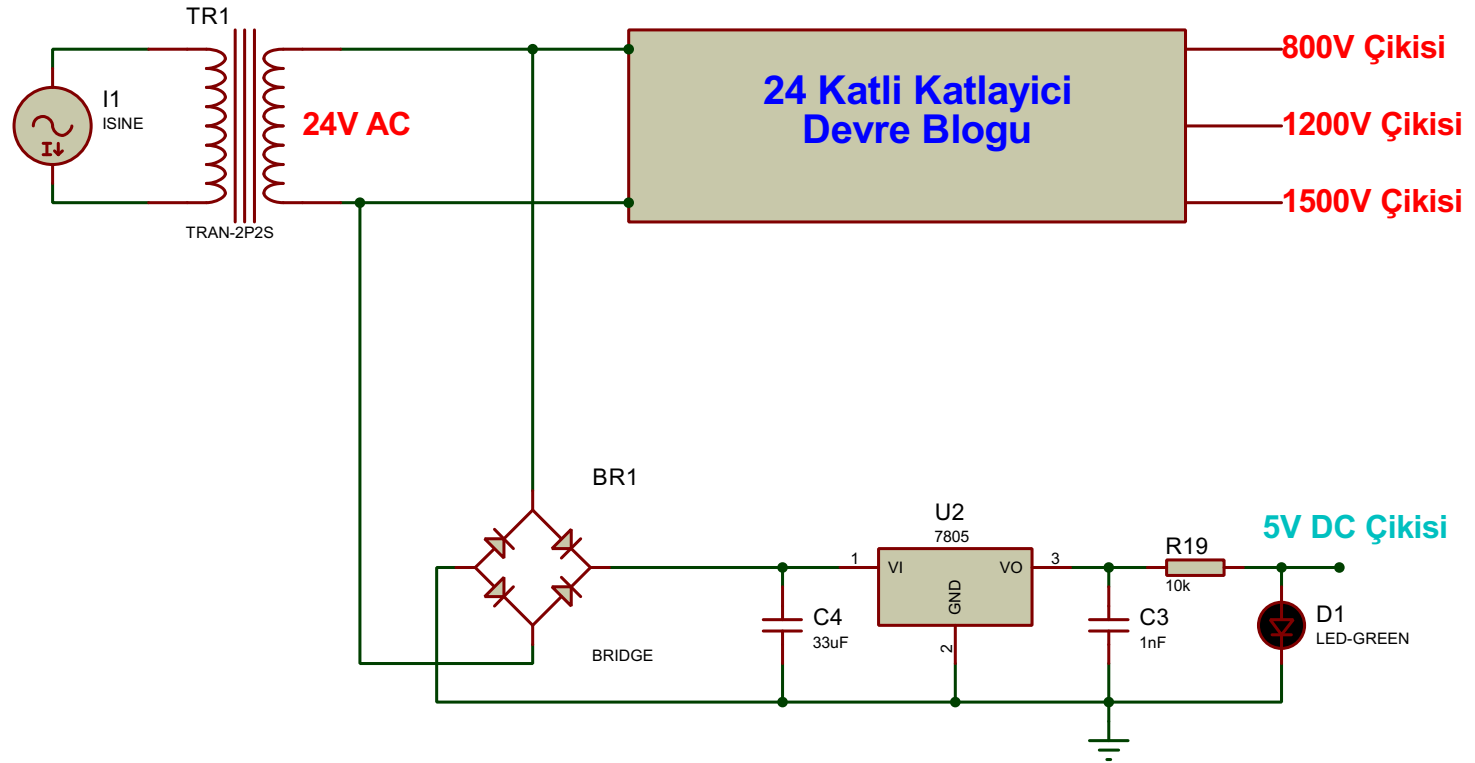 TR1
I1
ISINE
24V AC
TRAN-2P2S
24 Katli Katlayici
Devre Blogu
800V Çikisi
1200V Çikisi
1500V Çikisi
BR1
BRIDGE
C4
33uF
U2
7805
1
VI
VO
3
GND
2
C3
1nF
R19
10k
5V DC Çikisi
D1
LED-GREEN